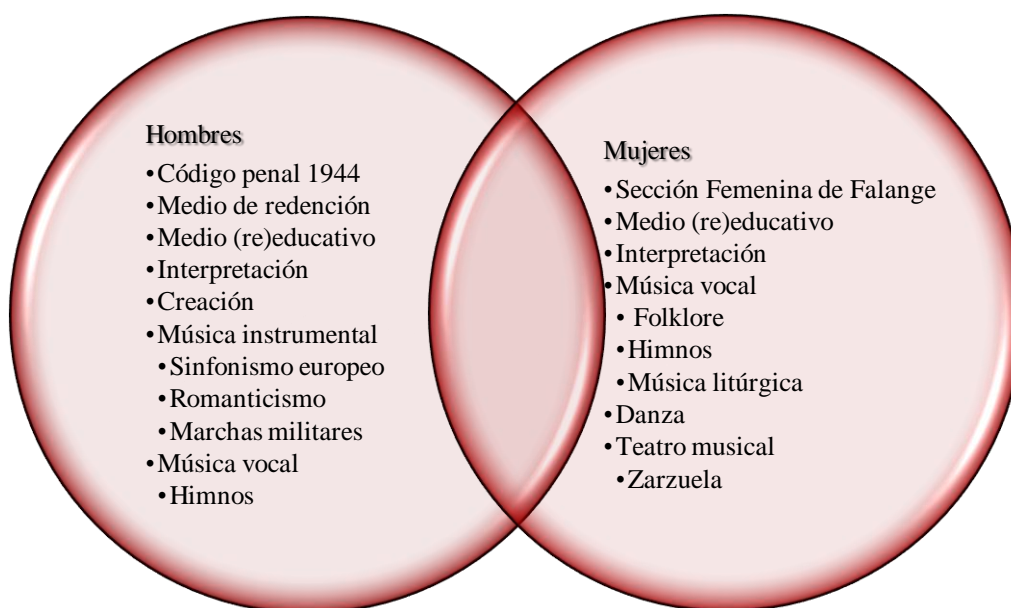 Hombres
•Código penal 1944
•Medio de redención
•Medio (re)educativo
•Interpretación
•Creación
•Música instrumental
•Sinfonismo europeo
•Romanticismo
•Marchas militares
•Música vocal
•Himnos
Mujeres
•Sección Femenina de Falange
•Medio (re)educativo
•Interpretación
•Música vocal
• Folklore
•Himnos
•Música litúrgica
•Danza
•Teatro musical
•Zarzuela